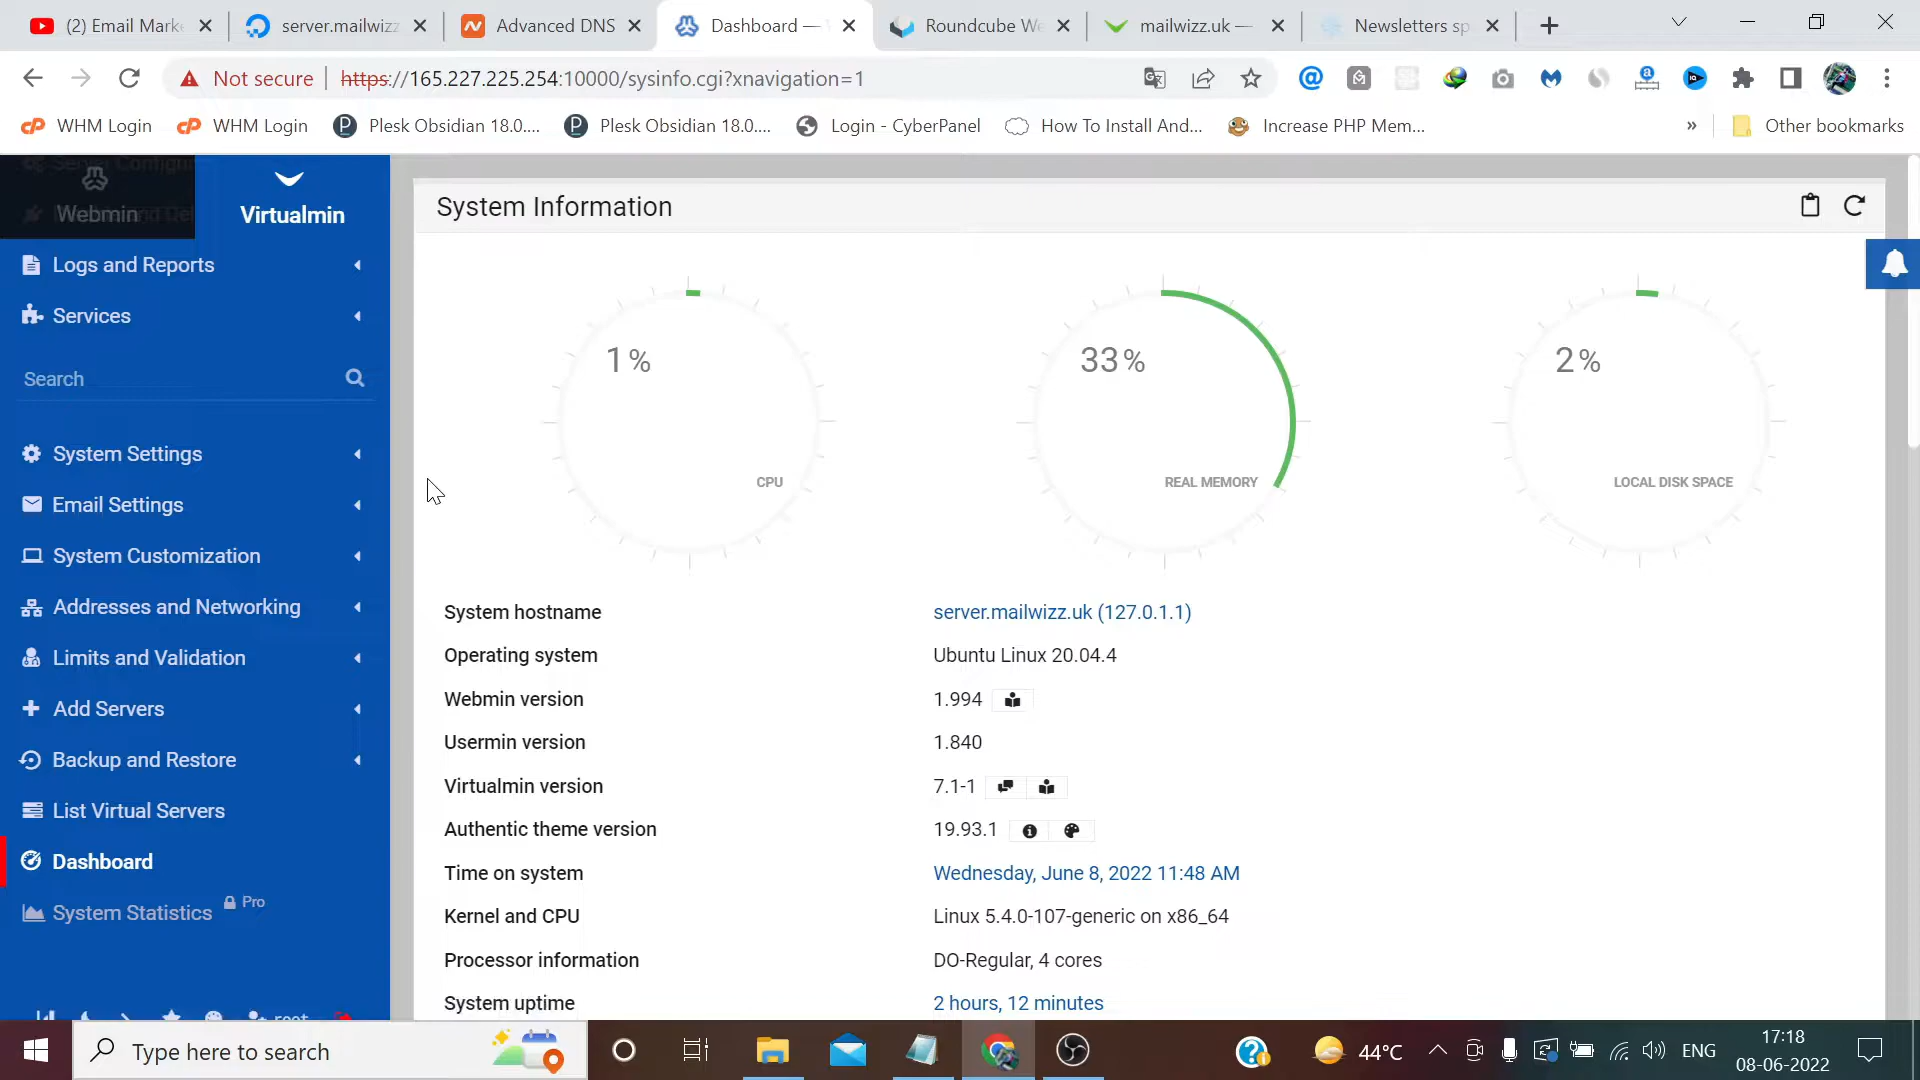 (2) Email Marke
server.mailwizz
Advanced DNS
Dashboard —
Roundcube We
mailwizz.uk —
Newsletters sp
Not secure
https://165.227.225.254:10000/sysinfo.cgi?xnavigation=1
WHM Login
WHM Login
Plesk Obsidian 18.0....
Plesk Obsidian 18.0....
Login - CyberPanel
How To Install And...
Increase PHP Mem...
»
Other bookmarks
Webmin
Virtualmin
Logs and Reports
Services
Search
System Settings
Email Settings
System Customization
Addresses and Networking
Limits and Validation
Add Servers
Backup and Restore
List Virtual Servers
Dashboard
System Statistics Pro
root
System Information
1%
CPU
33%
REAL MEMORY
2%
LOCAL DISK SPACE
System hostname server.mailwizz.uk (127.0.1.1)
Operating system Ubuntu Linux 20.04.4
Webmin version 1.994
Usermin version 1.840
Virtualmin version 7.1-1
Authentic theme version 19.93.1
Time on system Wednesday, June 8, 2022 11:48 AM
Kernel and CPU Linux 5.4.0-107-generic on x86_64
Processor information DO-Regular, 4 cores
System uptime 2 hours, 12 minutes
Type here to search
44°C
ENG
17:18
08-06-2022